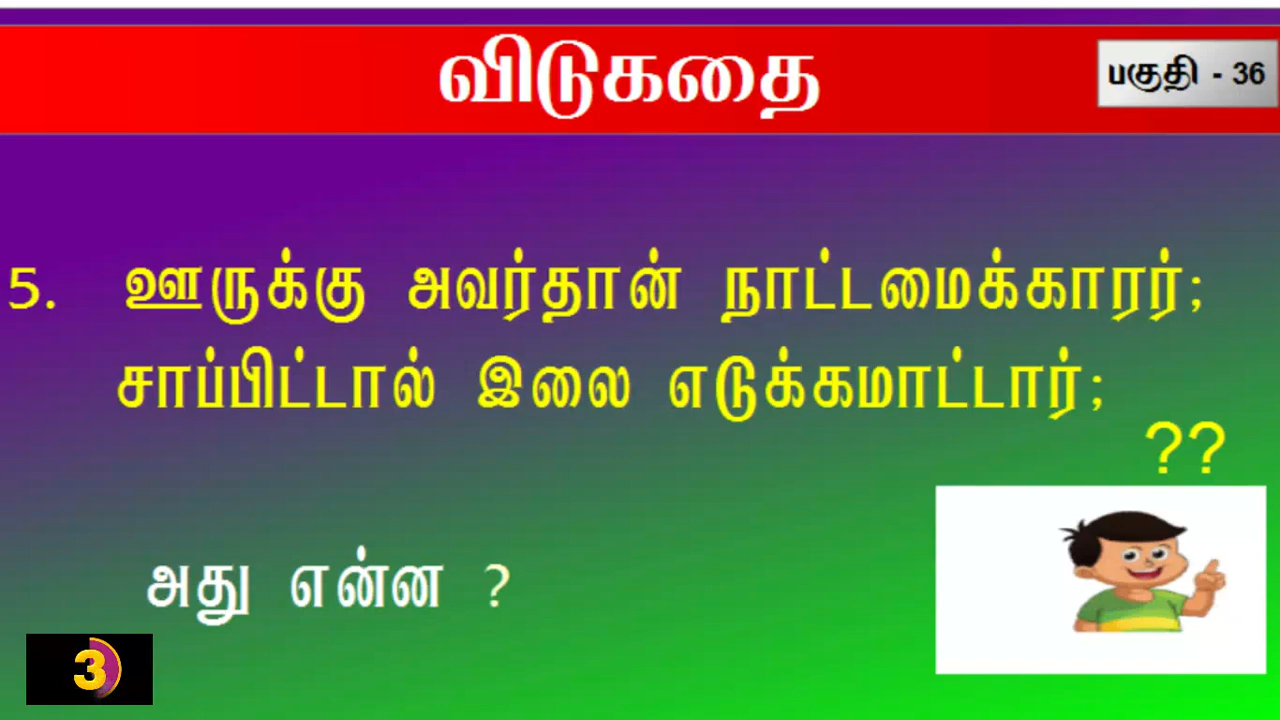 விடுகதை
பகுதி - 36
5. ஊருக்கு அவர்தான் நாட்டமைக்காரர்;
சாப்பிட்டால் இலை எடுக்கமாட்டார்;
??
அது என்ன ?
3